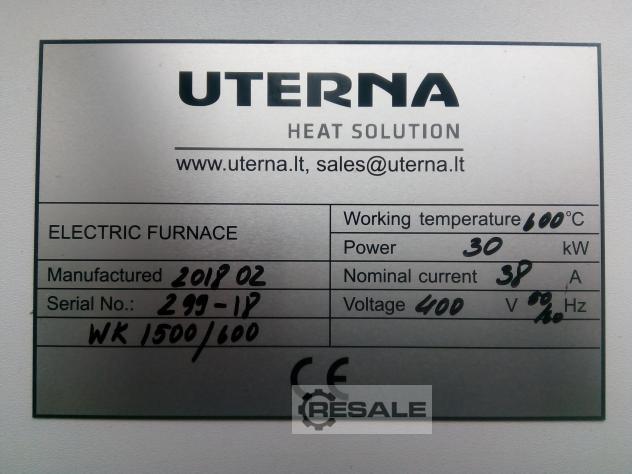 UTERNA
HEAT SOLUTION
www.uterna.lt, sales@uterna.lt
ELECTRIC FURNACE
Working temperature 600 °C
Power 30 kW
Manufactured 2018 02
Nominal current 38 A
Serial No.: 299-18
Voltage 400 V 50/60 Hz
WK 1500/600
CE
RESALE